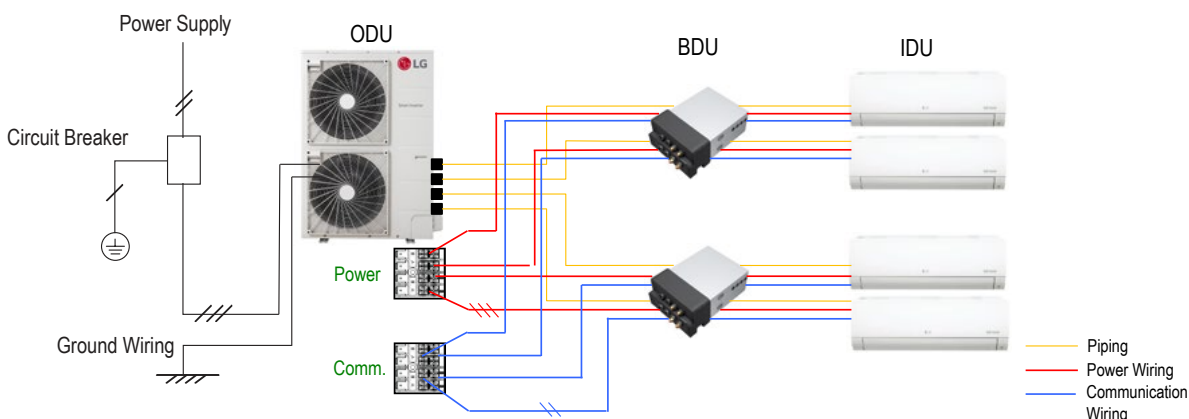 Power Supply
ODU
BDU
IDU
LG
Circuit Breaker
Power
Ground Wiring
Comm.
Piping
Power Wiring
Communication
Wiring